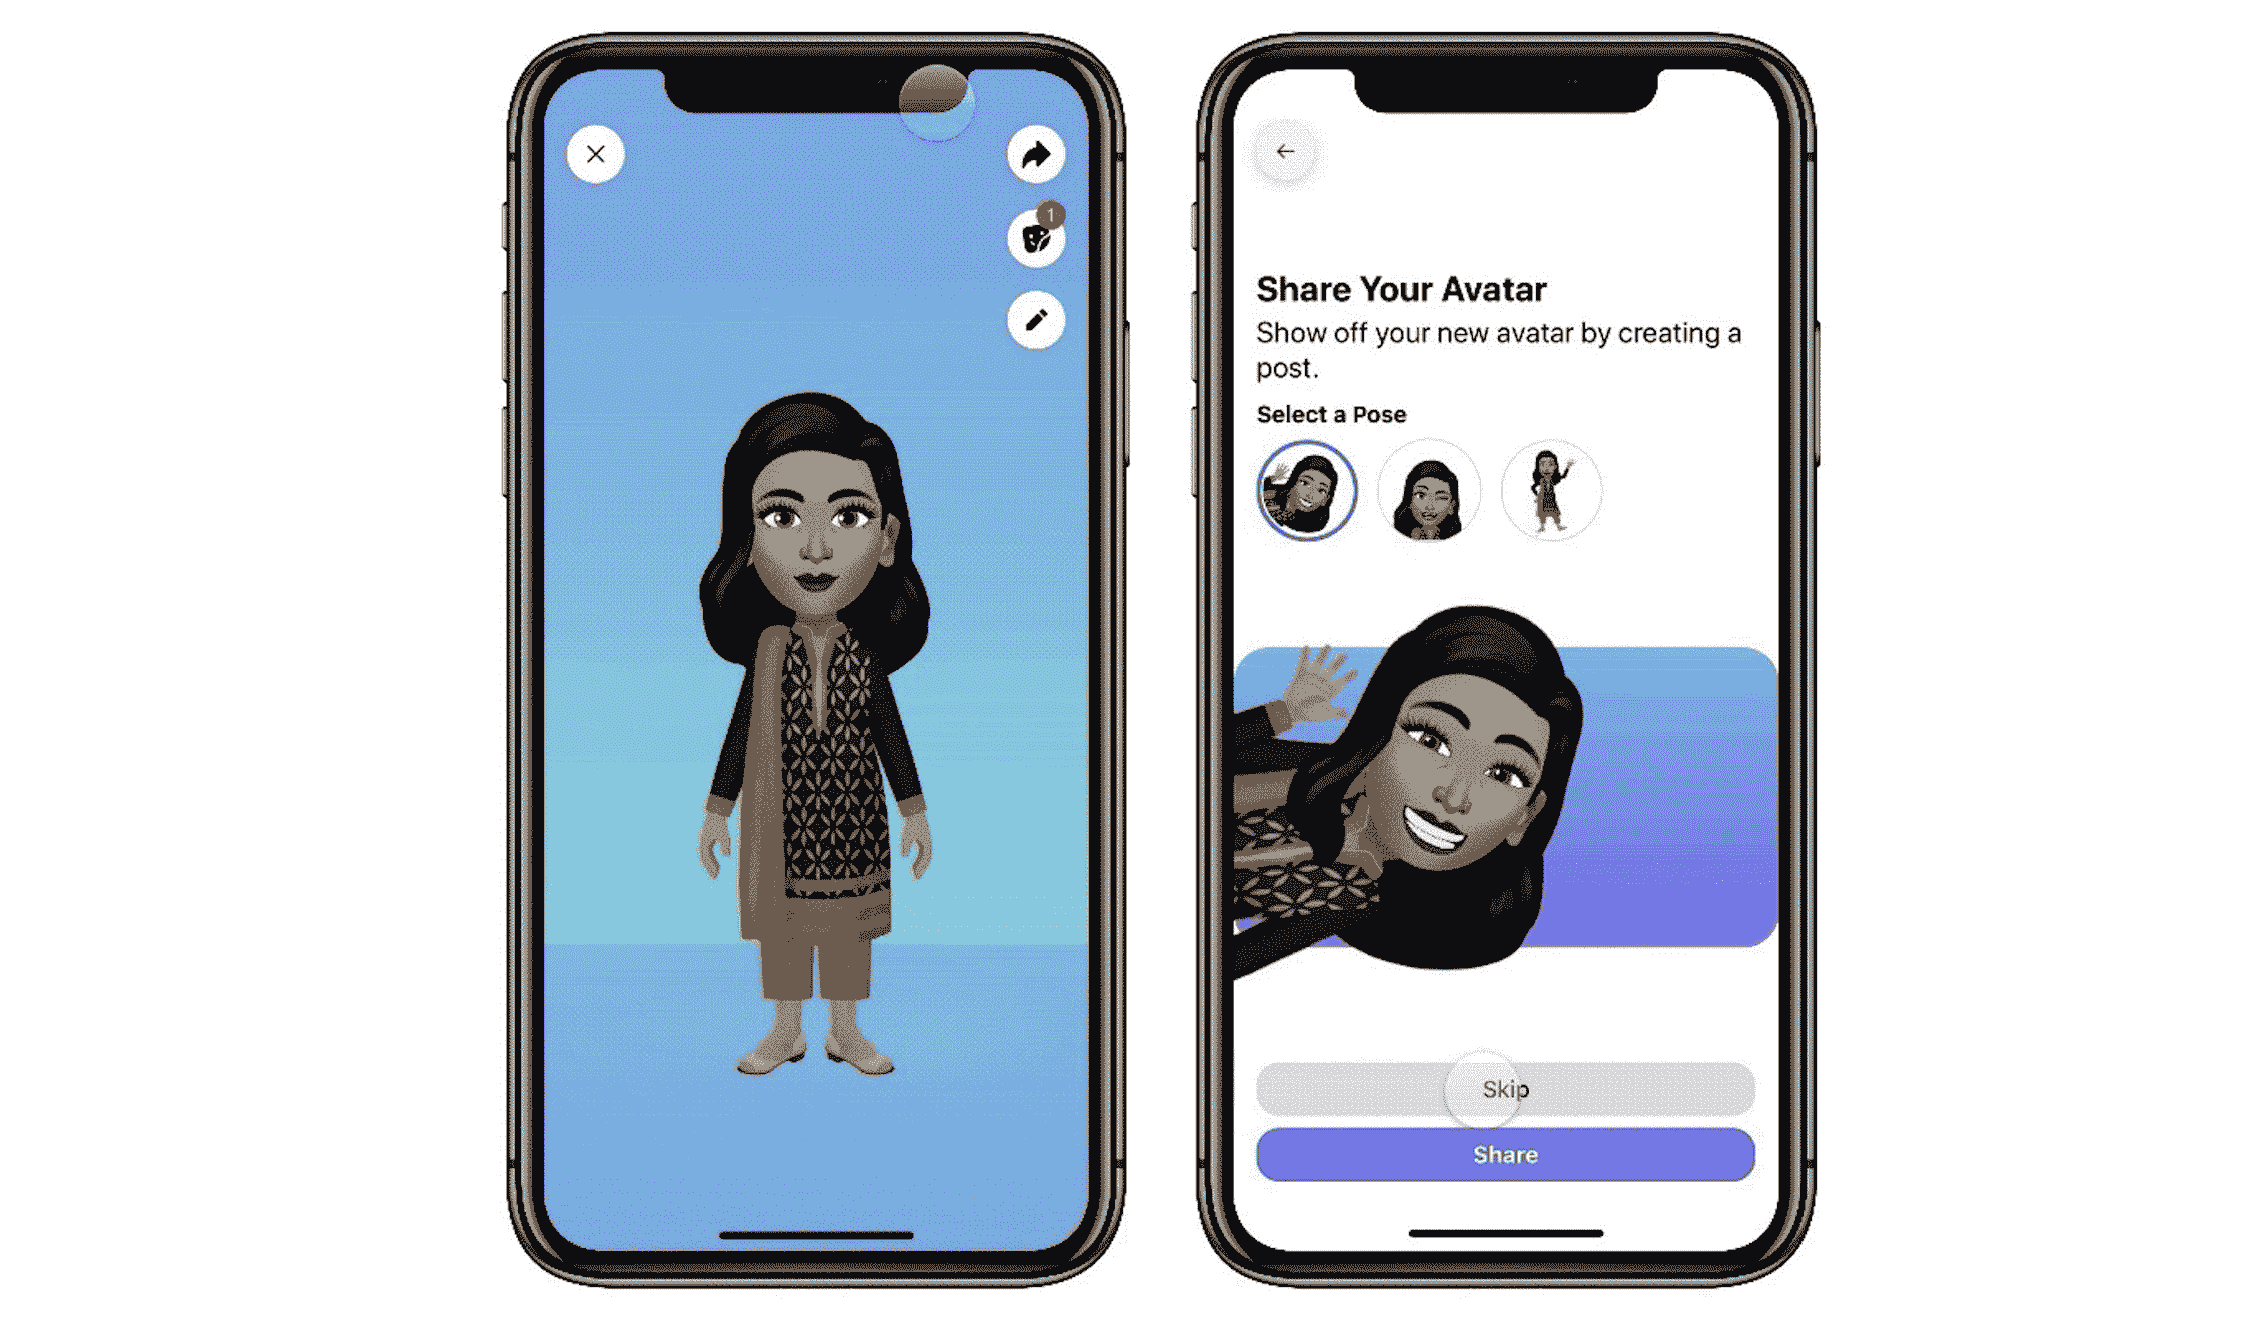 1
Share Your Avatar
Show off your new avatar by creating a
post.
Select a Pose
Skip
Share